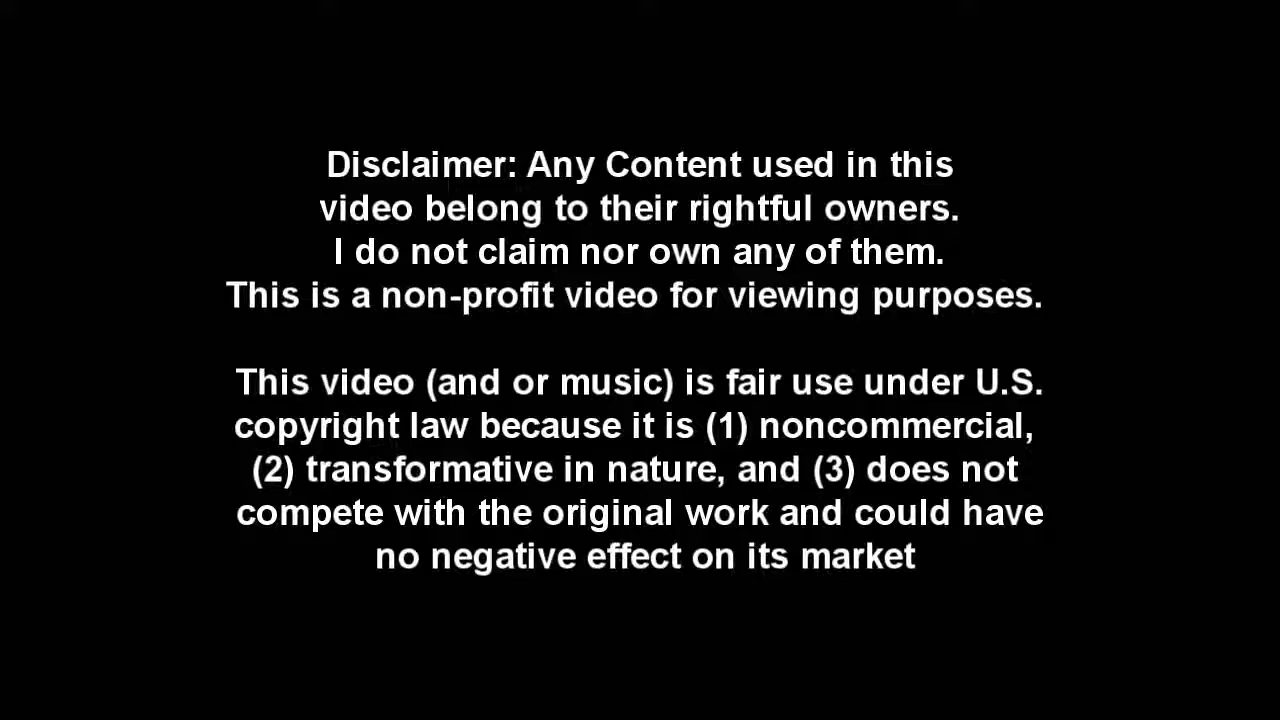 Disclaimer: Any Content used in this
video belong to their rightful owners.
I do not claim nor own any of them.
This is a non-profit video for viewing purposes.
This video (and or music) is fair use under U.S.
copyright law because it is (1) noncommercial,
(2) transformative in nature, and (3) does not
compete with the original work and could have
no negative effect on its market